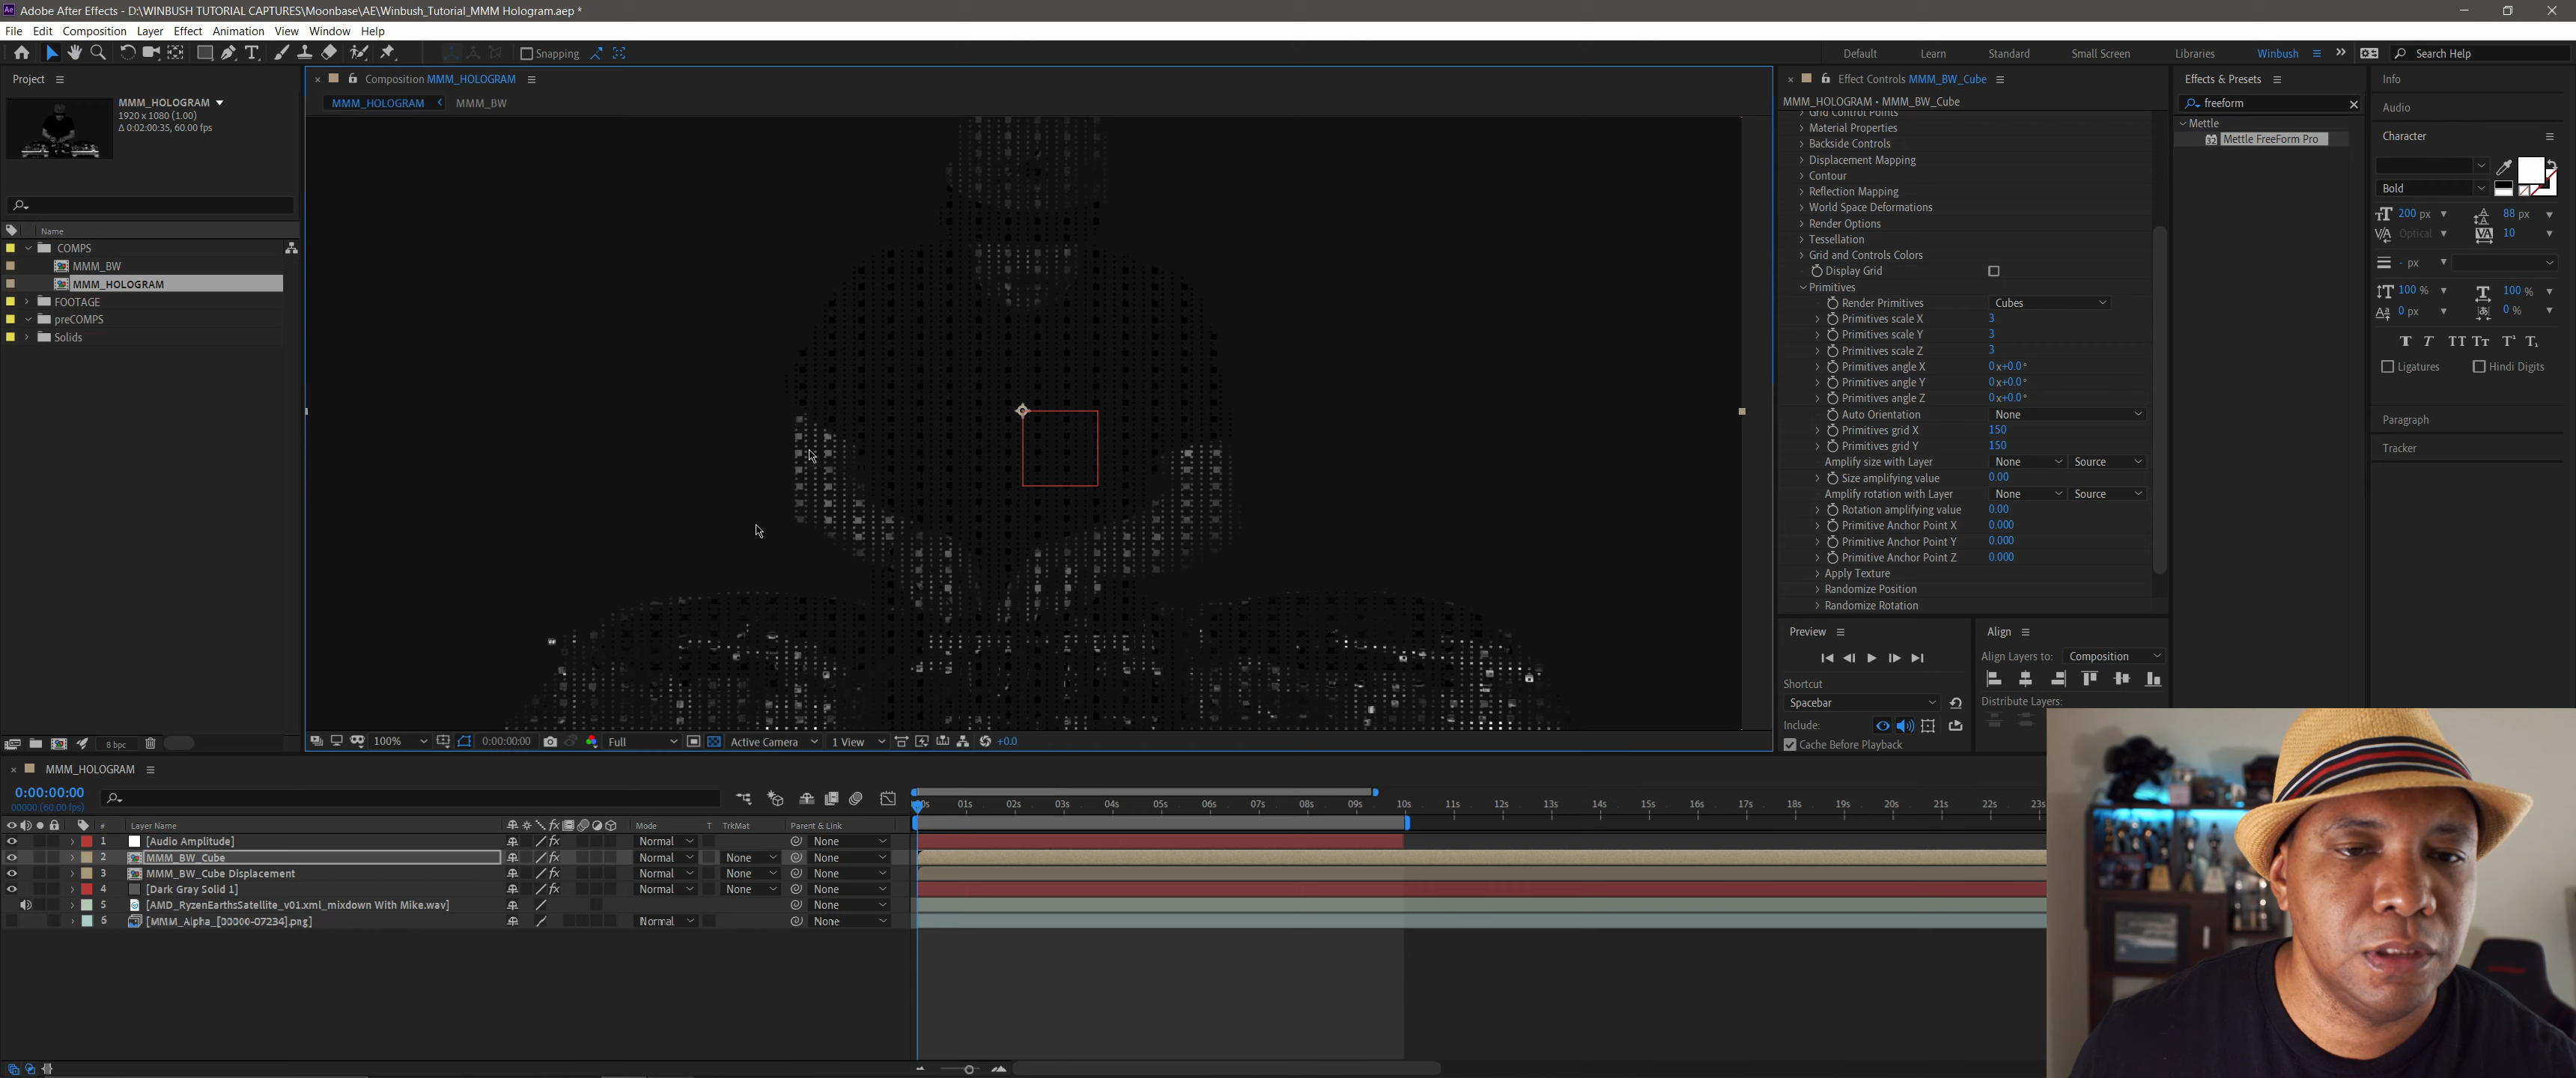 Adobe After Effects - D:\WINBUSH TUTORIAL CAPTURES\Moonbase\AE\Winbush_Tutorial_MMM Hologram.aep *
File Edit Composition Layer Effect Animation View Window Help
Snapping
Default Learn Standard Small Screen Libraries Winbush Search Help
Project
MMM_HOLOGRAM
1920 x 1080 (1.00)
Δ 0:02:00:35, 60.00 fps
Name
COMPS
MMM_BW
MMM_HOLOGRAM
FOOTAGE
preCOMPS
Solids
8 bpc
Composition MMM_HOLOGRAM
MMM_HOLOGRAM MMM_BW
100% 0:00:00:00 Full Active Camera 1 View +0.0
Effect Controls MMM_BW_Cube
MMM_HOLOGRAM • MMM_BW_Cube
Grid Control Points
Material Properties
Backside Controls
Displacement Mapping
Contour
Reflection Mapping
World Space Deformations
Render Options
Tessellation
Grid and Controls Colors
Display Grid
Primitives
Render Primitives Cubes
Primitives scale X 3
Primitives scale Y 3
Primitives scale Z 3
Primitives angle X 0x+0.0°
Primitives angle Y 0x+0.0°
Primitives angle Z 0x+0.0°
Auto Orientation None
Primitives grid X 150
Primitives grid Y 150
Amplify size with Layer None Source
Size amplifying value 0.00
Amplify rotation with Layer None Source
Rotation amplifying value 0.00
Primitive Anchor Point X 0.000
Primitive Anchor Point Y 0.000
Primitive Anchor Point Z 0.000
Apply Texture
Randomize Position
Randomize Rotation
Preview
Shortcut
Spacebar
Include:
Cache Before Playback
Align
Align Layers to: Composition
Distribute Layers:
Effects & Presets
freeform
Mettle
32 Mettle FreeForm Pro
Info
Audio
Character
Bold
200 px 88 px
Optical 10
- px
100 % 100 %
0 px 0 %
Ligatures Hindi Digits
Paragraph
Tracker
MMM_HOLOGRAM
0:00:00:00
00000 (60.00 fps)
# Layer Name Mode T TrkMat Parent & Link
1 [Audio Amplitude] Normal None
2 MMM_BW_Cube Normal None None
3 MMM_BW_Cube Displacement Normal None None
4 [Dark Gray Solid 1] Normal None None
5 [AMD_RyzenEarthsSatellite_v01.xml_mixdown With Mike.wav] None
6 [MMM_Alpha_[00000-07234].png] Normal None
01s 02s 03s 04s 05s 06s 07s 08s 09s 10s 11s 12s 13s 14s 15s 16s 17s 18s 19s 20s 21s 22s 23s